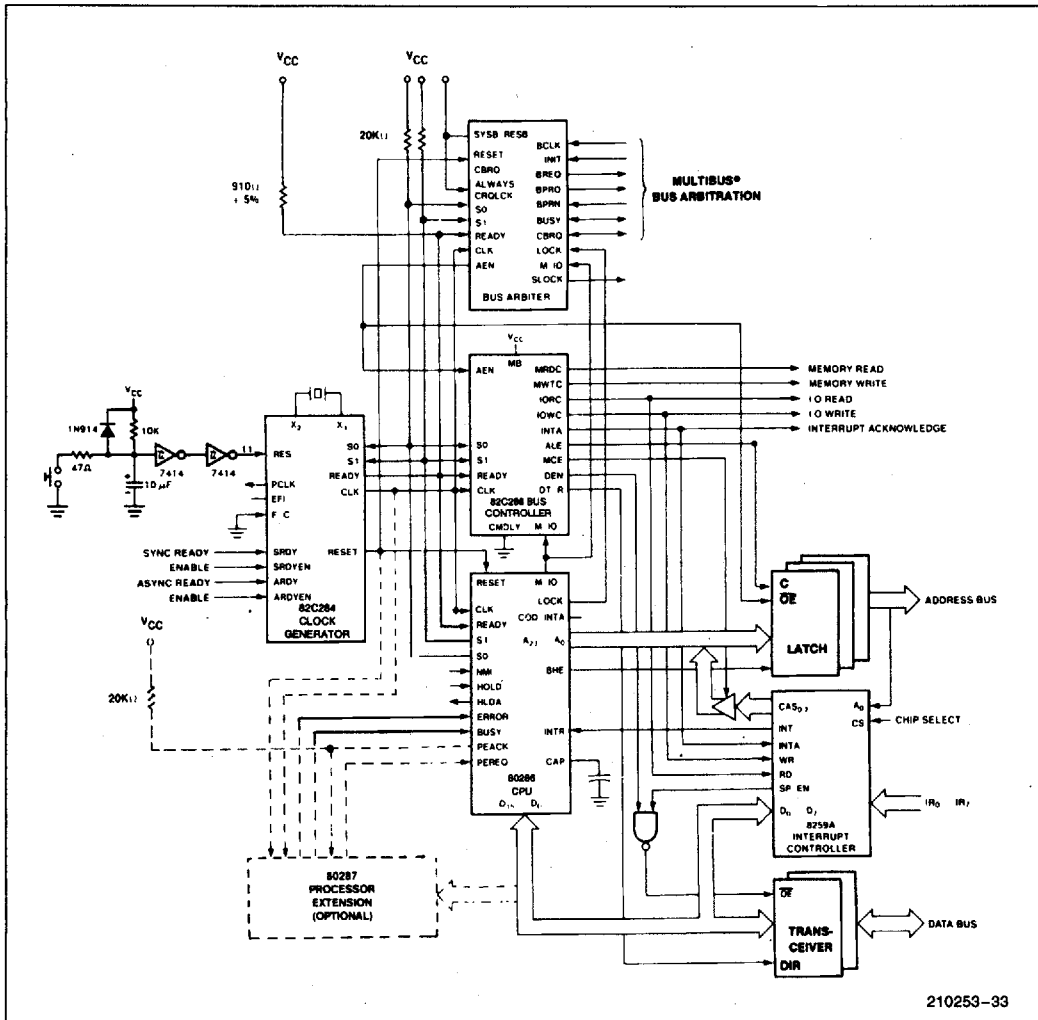 VCC
VCC
20KΩ
910Ω
+ 5%
SYSB RESB
RESET
CBRQ
ALWAYS
CRQLCK
S0
S1
READY
CLK
AEN
BUS ARBITER
BCLK
INIT
BREQ
BPRO
BPRN
BUSY
CBRQ
LOCK
M IO
SLOCK
MULTIBUS®
BUS ARBITRATION
VCC
MB
AEN
S0
S1
READY
CLK
82C288 BUS
CONTROLLER
CMDLY M IO
MRDC
MWTC
IORC
IOWC
INTA
ALE
MCE
DEN
DT R
MEMORY READ
MEMORY WRITE
I O READ
I O WRITE
INTERRUPT ACKNOWLEDGE
VCC
1N914
10K
47Ω
10 µF
7414
7414
11
X2 X1
RES
PCLK
EFI
F C
SRDY
SRDYEN
ARDY
ARDYEN
S0
S1
READY
CLK
RESET
82C284
CLOCK
GENERATOR
SYNC READY
ENABLE
ASYNC READY
ENABLE
VCC
20KΩ
RESET M IO
CLK
READY
S1
S0
NMI
HOLD
HLDA
ERROR
BUSY
PEACK
PEREQ
LOCK
COD INTA
A23 A0
BHE
INTR
CAP
80286
CPU
D15 D0
C
OE
LATCH
ADDRESS BUS
CAS0 2
INT
INTA
WR
RD
SP EN
D0 D7
A0
CS
CHIP SELECT
IR0 IR7
8259A
INTERRUPT
CONTROLLER
80287
PROCESSOR
EXTENSION
(OPTIONAL)
OE
TRANS-
CEIVER
DIR
DATA BUS
210253-33